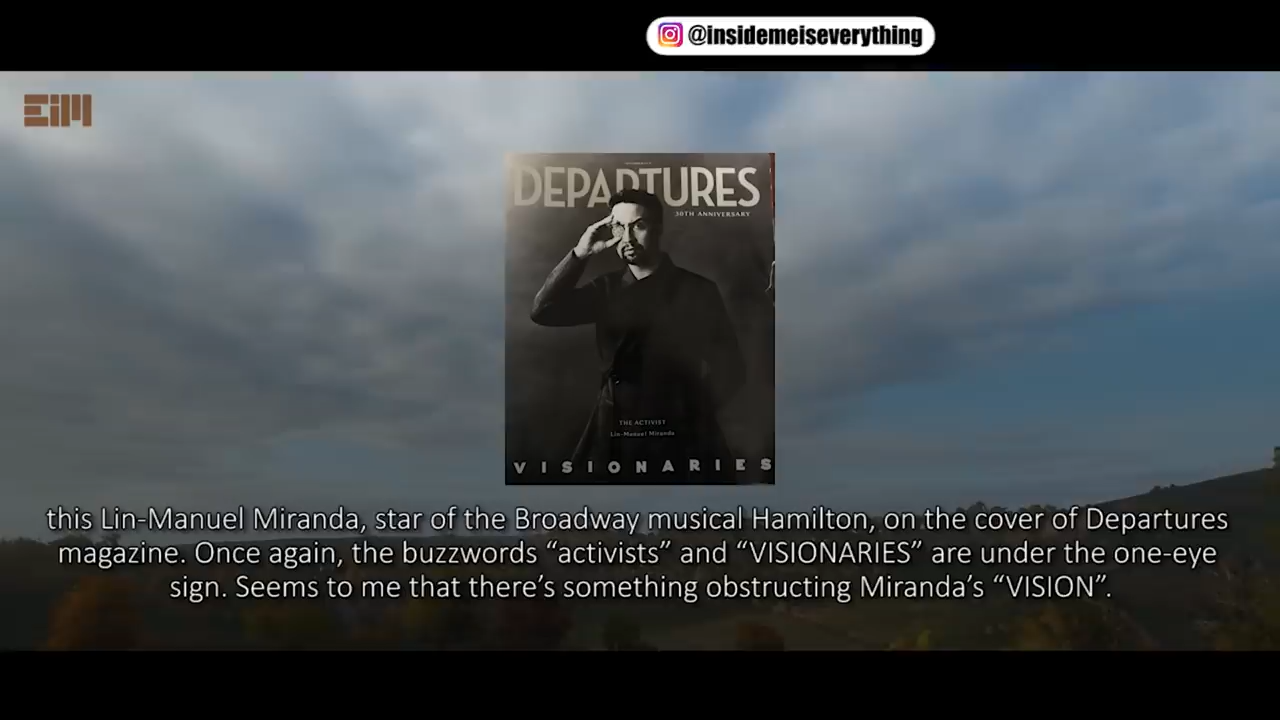 @insidemeiseverything
EiM
DEPARTURES
30TH ANNIVERSARY
THE ACTIVIST
Lin-Manuel Miranda
VISIONARIES
this Lin-Manuel Miranda, star of the Broadway musical Hamilton, on the cover of Departures
magazine. Once again, the buzzwords “activists” and “VISIONARIES” are under the one-eye
sign. Seems to me that there’s something obstructing Miranda’s “VISION”.